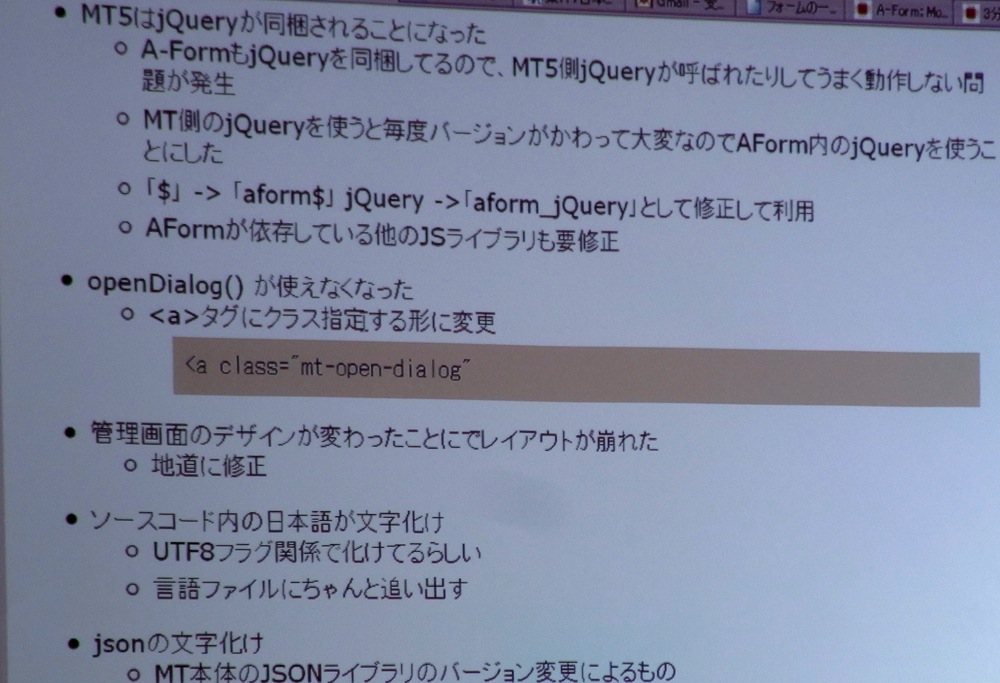 A-Form: Mo...
• MT5はjQueryが同梱されることになった
○ A-FormもjQueryを同梱してるので、MT5側jQueryが呼ばれたりしてうまく動作しない問
題が発生
○ MT側のjQueryを使うと毎度バージョンがかわって大変なのでAForm内のjQueryを使うこ
とにした
○ 「$」 -> 「aform$」 jQuery ->「aform_jQuery」として修正して利用
○ AFormが依存している他のJSライブラリも要修正
• openDialog() が使えなくなった
○ <a>タグにクラス指定する形に変更
<a class="mt-open-dialog"
• 管理画面のデザインが変わったことにでレイアウトが崩れた
○ 地道に修正
• ソースコード内の日本語が文字化け
○ UTF8フラグ関係で化けてるらしい
○ 言語ファイルにちゃんと追い出す
• jsonの文字化け
○ MT本体のJSONライブラリのバージョン変更によるもの